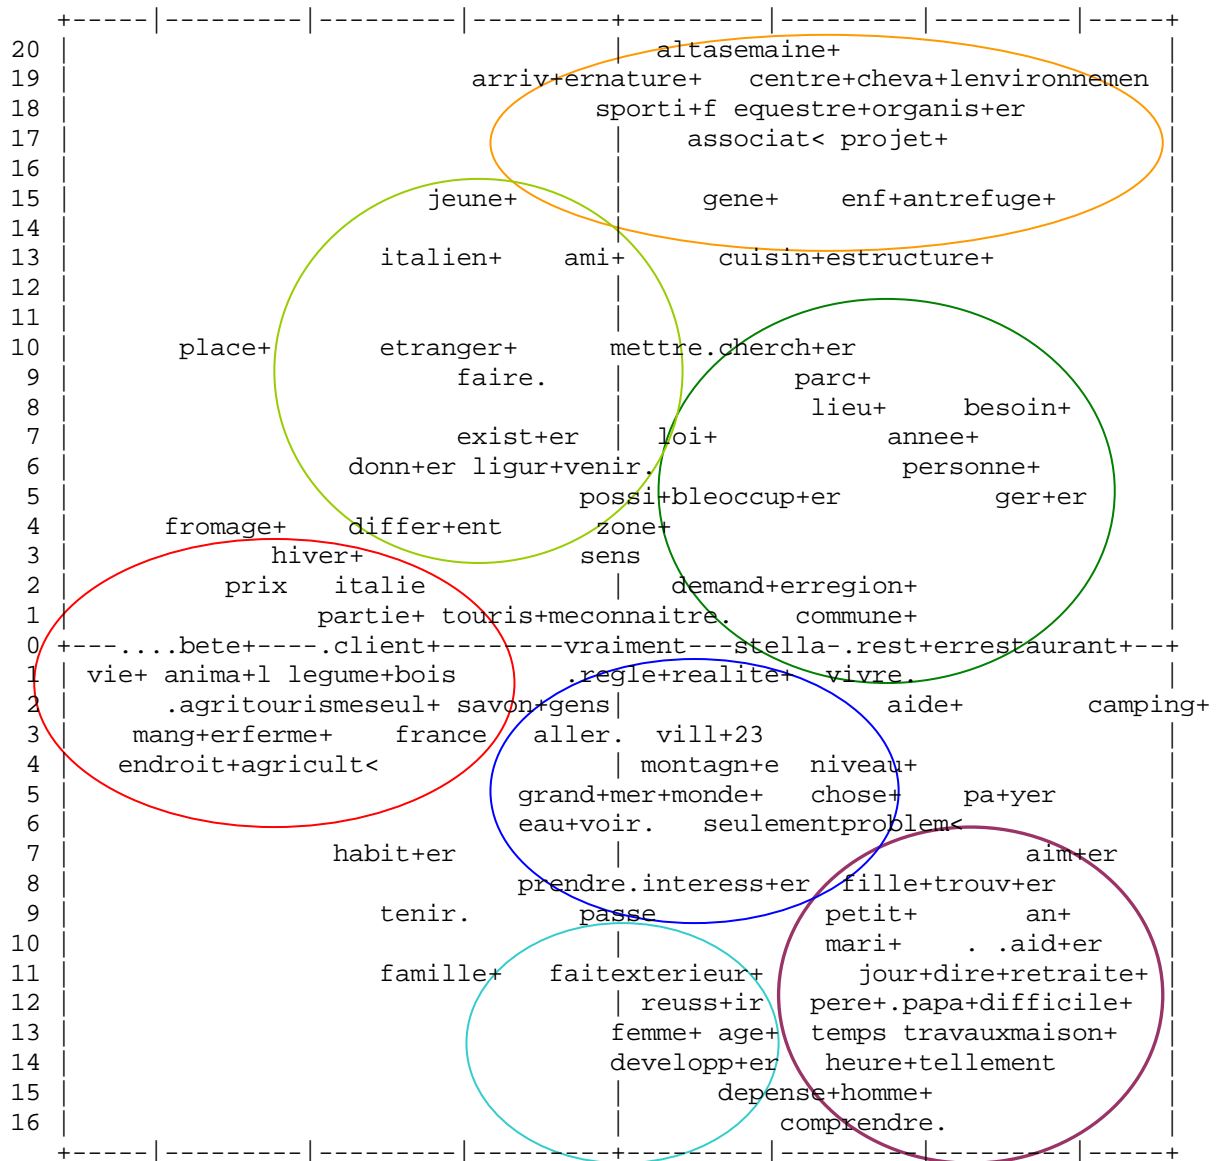 +-----|---------|---------|---------+---------|---------|---------|-----+
20 | altasemaine+ |
19 | arriv+ernature+ centre+cheva+lenvironnemen
18 | sporti+f equestre+organis+er |
17 | | associat< projet+ |
16 | | |
15 | jeune+ | gene+ enf+antrefuge+ |
14 | | |
13 | italien+ ami+ cuisin+estructure+ |
12 | | |
11 | | |
10 | place+ etranger+ mettre.cherch+er |
9 | faire. | parc+ |
8 | | lieu+ besoin+ |
7 | exist+er | loi+ annee+ |
6 | donn+er ligur+venir. personne+ |
5 | possi+bleoccup+er ger+er |
4 | fromage+ differ+ent zone+ |
3 | hiver+ sens |
2 | prix italie | demand+erregion+ |
1 | partie+ touris+meconnaitre. commune+ |
0 +---....bete+----.client+--------vraiment---stella-.rest+errestaurant+--+
1 | vie+ anima+l legume+bois .regle+realite+ vivre. |
2 | .agritourismeseul+ savon+gens| aide+ camping+
3 | mang+erferme+ france aller. vill+23 |
4 | endroit+agricult< | montagn+e niveau+ |
5 | grand+mer+monde+ chose+ pa+yer |
6 | eau+voir. seulementproblem< |
7 | habit+er | aim+er |
8 | prendre.interess+er fille+trouv+er |
9 | tenir. passe petit+ an+ |
10 | | mari+ . .aid+er |
11 | famille+ faitexterieur+ jour+dire+retraite+ |
12 | | reuss+ir pere+.papa+difficile+ |
13 | femme+ age+ temps travauxmaison+ |
14 | developp+er heure+tellement |
15 | | depense+homme+ |
16 | | comprendre. |
+-----|---------|---------|---------+---------|---------|---------|-----+